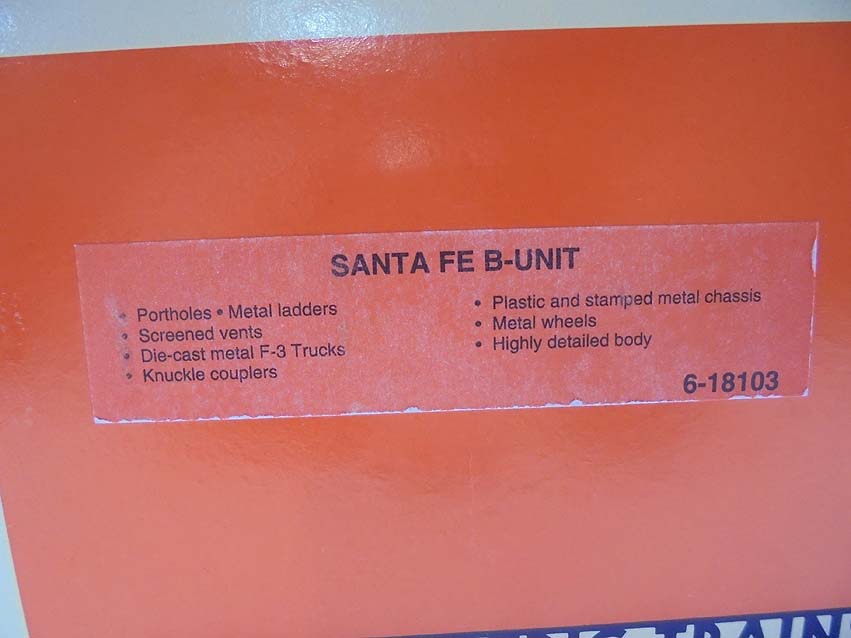 SANTA FE B-UNIT
• Portholes • Metal ladders
• Screened vents
• Die-cast metal F-3 Trucks
• Knuckle couplers
• Plastic and stamped metal chassis
• Metal wheels
• Highly detailed body
6-18103